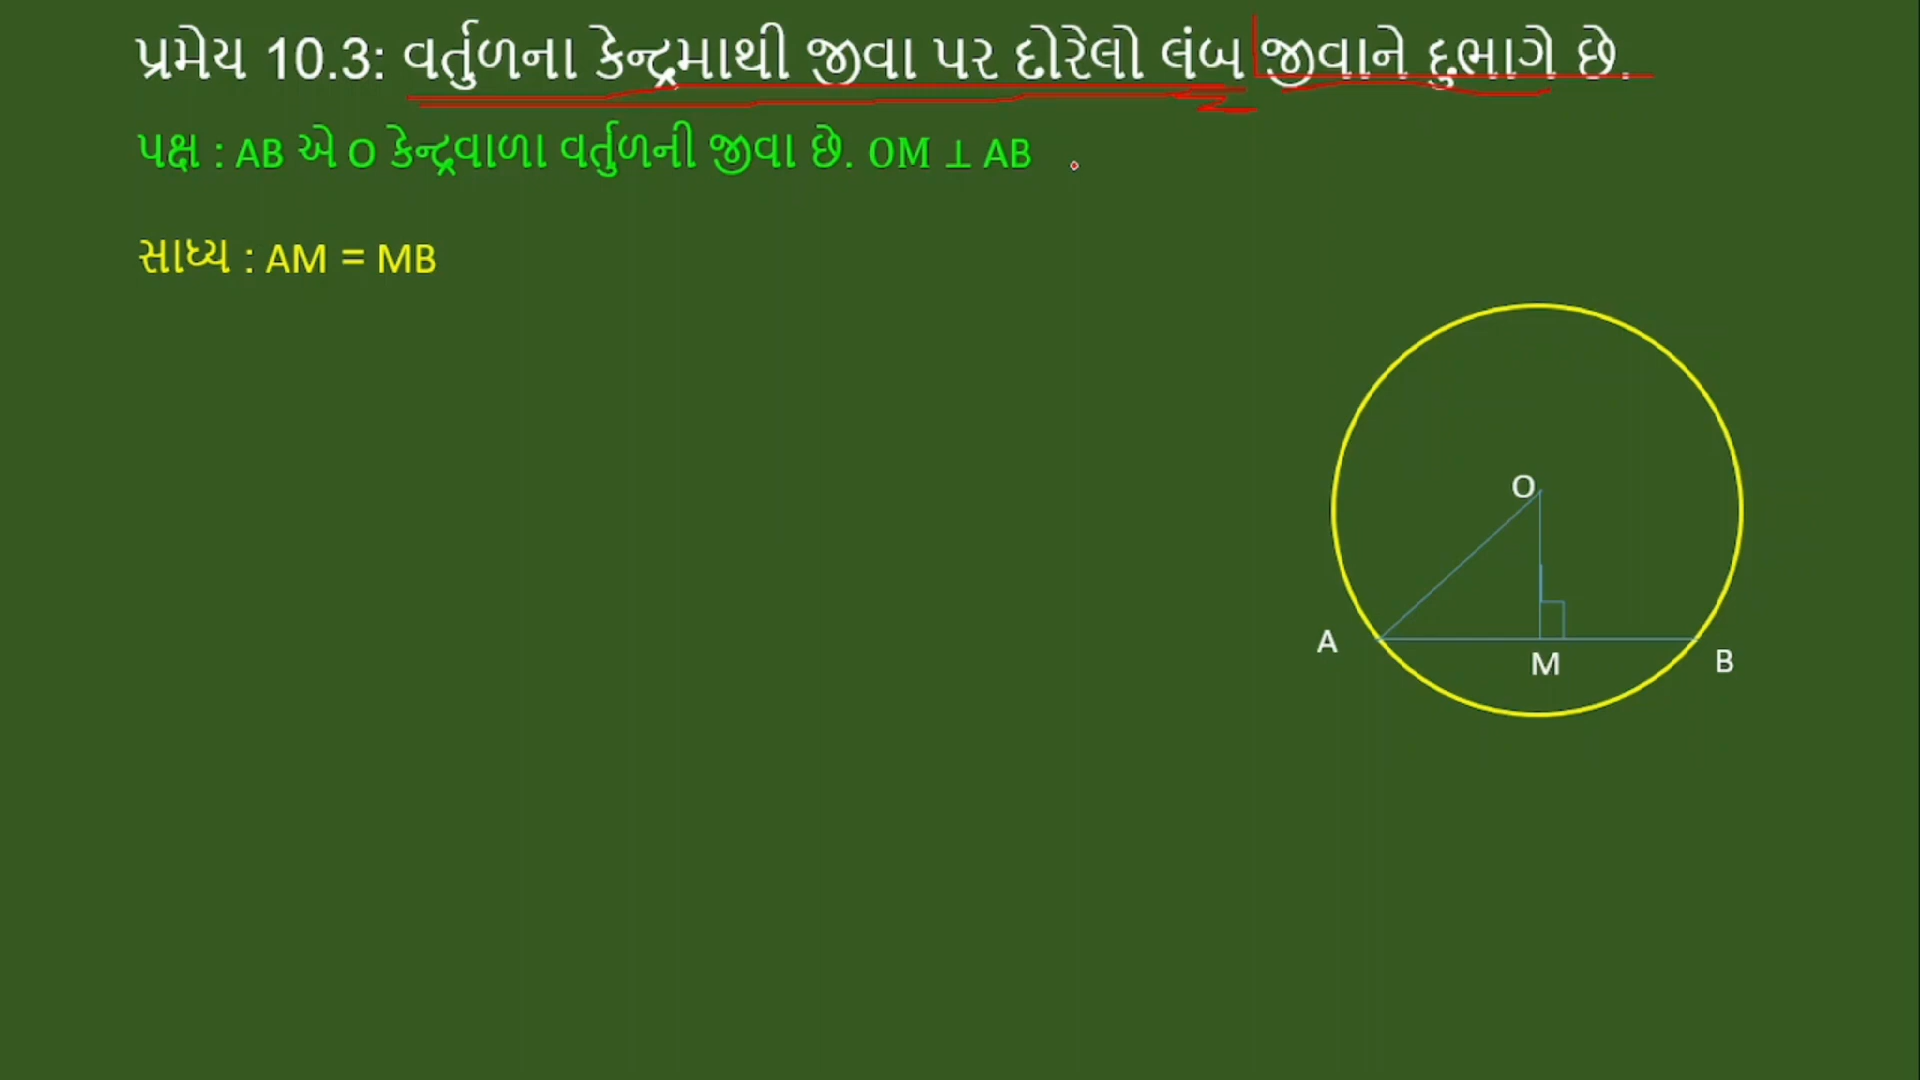 પ્રમેય 10.3: વર્તુળના કેન્દ્રમાથી જીવા પર દોરેલો લંબ જીવાને દુભાગે છે.
પક્ષ : AB એ O કેન્દ્રવાળા વર્તુળની જીવા છે. OM ⊥ AB
સાધ્ય : AM = MB
O
A
M
B